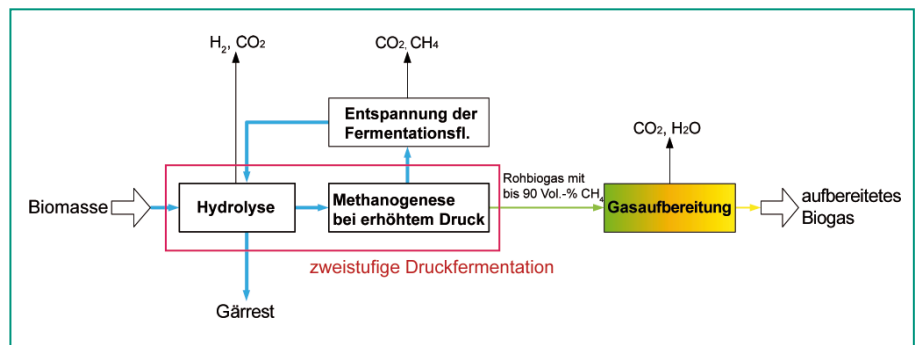 H₂, CO₂
CO₂, CH₄
Entspannung der
Fermentationsfl.
CO₂, H₂O
Biomasse
Hydrolyse
Methanogenese
bei erhöhtem Druck
Rohbiogas mit
bis 90 Vol.-% CH₄
Gasaufbereitung
aufbereitetes
Biogas
zweistufige Druckfermentation
Gärrest